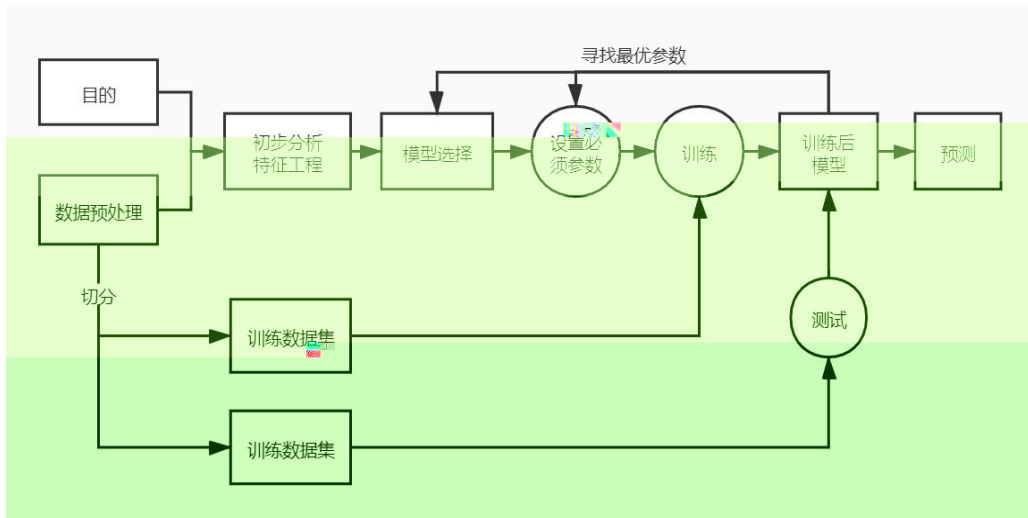 寻找最优参数
目的
初步分析
特征工程
模型选择
设置必
须参数
训练
训练后
模型
预测
数据预处理
切分
训练数据集
测试
训练数据集